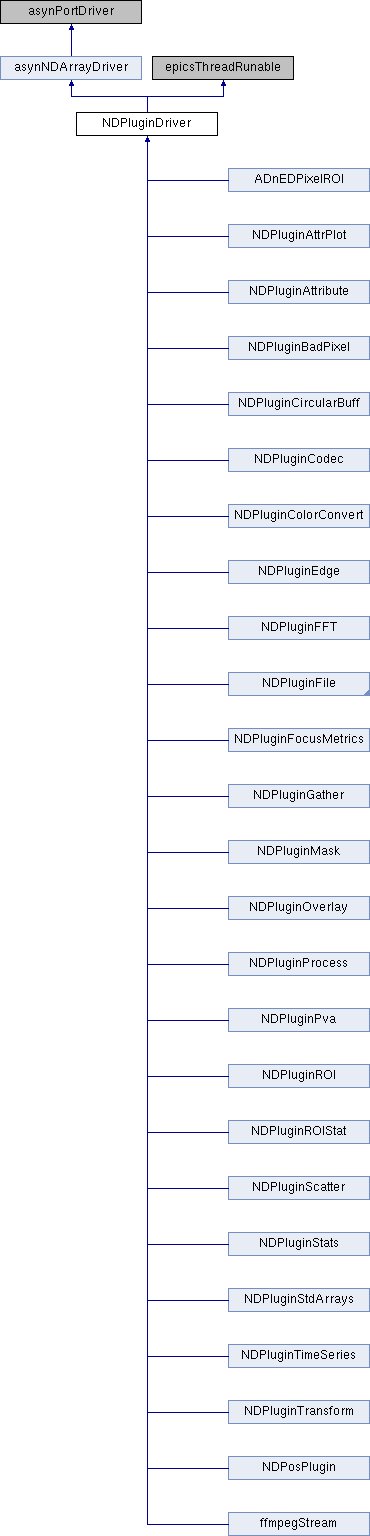 asynPortDriver
asynNDArrayDriver
epicsThreadRunable
NDPluginDriver
ADnEDPixelROI
NDPluginAttrPlot
NDPluginAttribute
NDPluginBadPixel
NDPluginCircularBuff
NDPluginCodec
NDPluginColorConvert
NDPluginEdge
NDPluginFFT
NDPluginFile
NDPluginFocusMetrics
NDPluginGather
NDPluginMask
NDPluginOverlay
NDPluginProcess
NDPluginPva
NDPluginROI
NDPluginROIStat
NDPluginScatter
NDPluginStats
NDPluginStdArrays
NDPluginTimeSeries
NDPluginTransform
NDPosPlugin
ffmpegStream